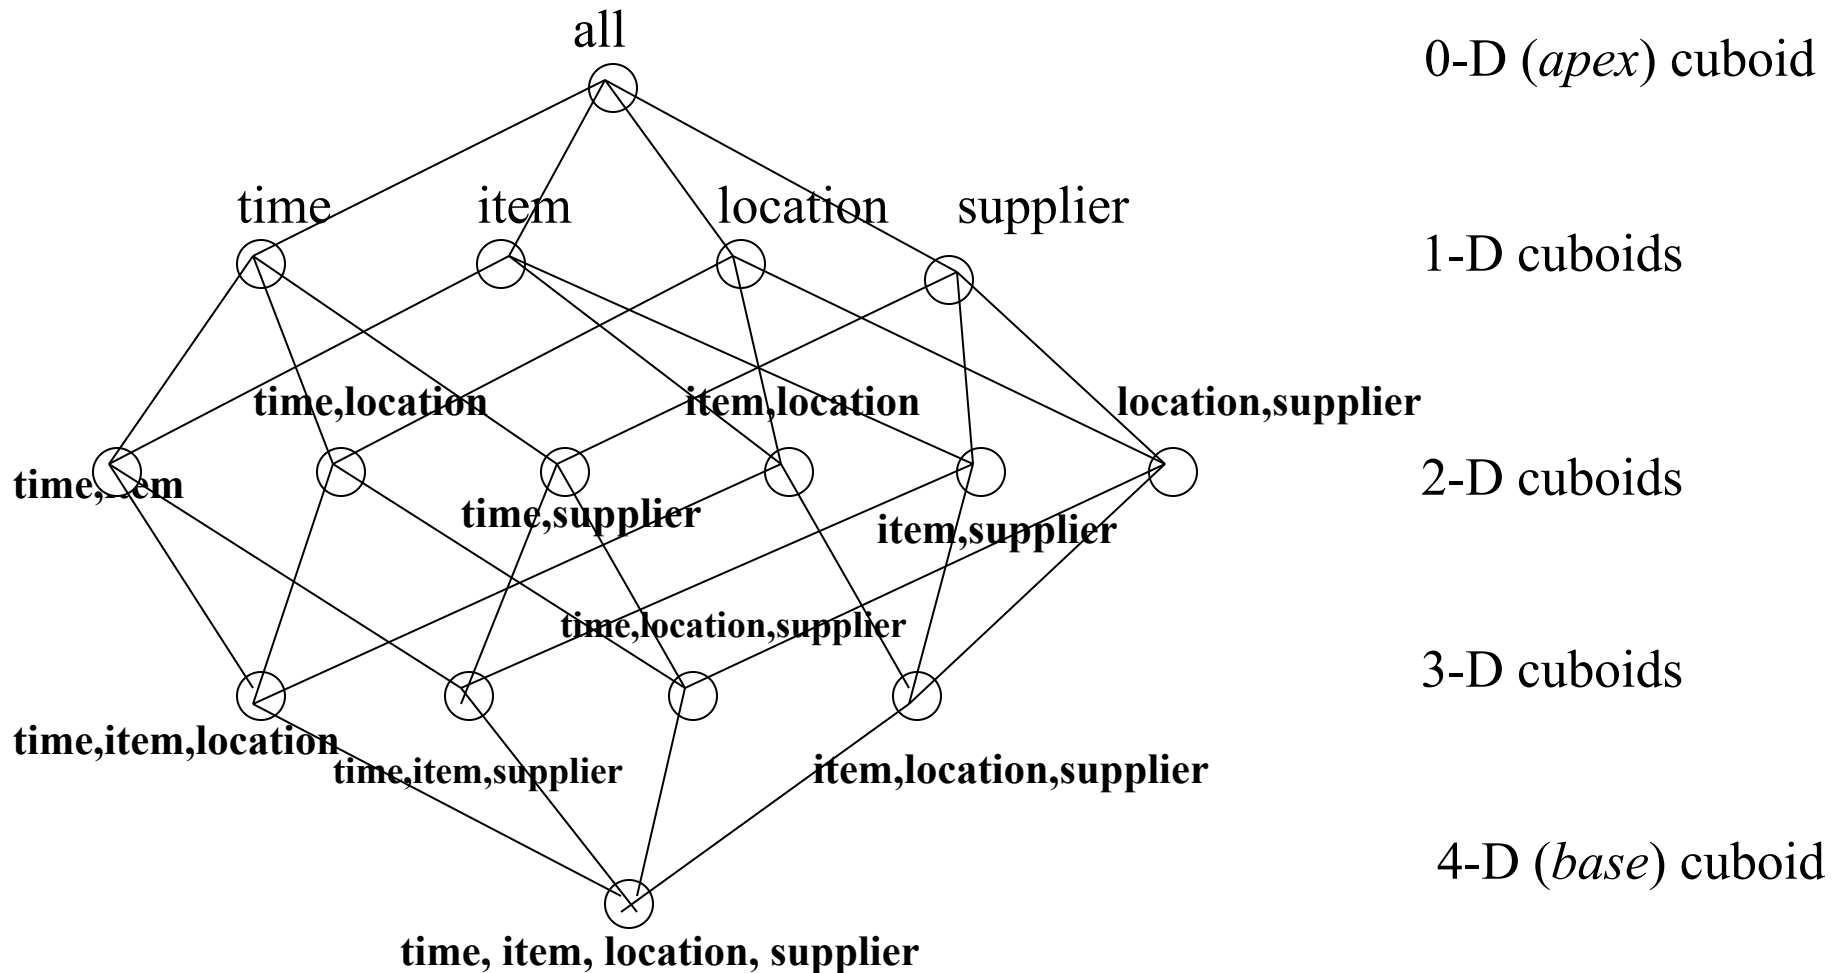 all
0-D (apex) cuboid
time
item
location
supplier
1-D cuboids
time,location
item,location
location,supplier
time,item
2-D cuboids
time,supplier
item,supplier
time,location,supplier
3-D cuboids
time,item,location
time,item,supplier
item,location,supplier
4-D (base) cuboid
time, item, location, supplier